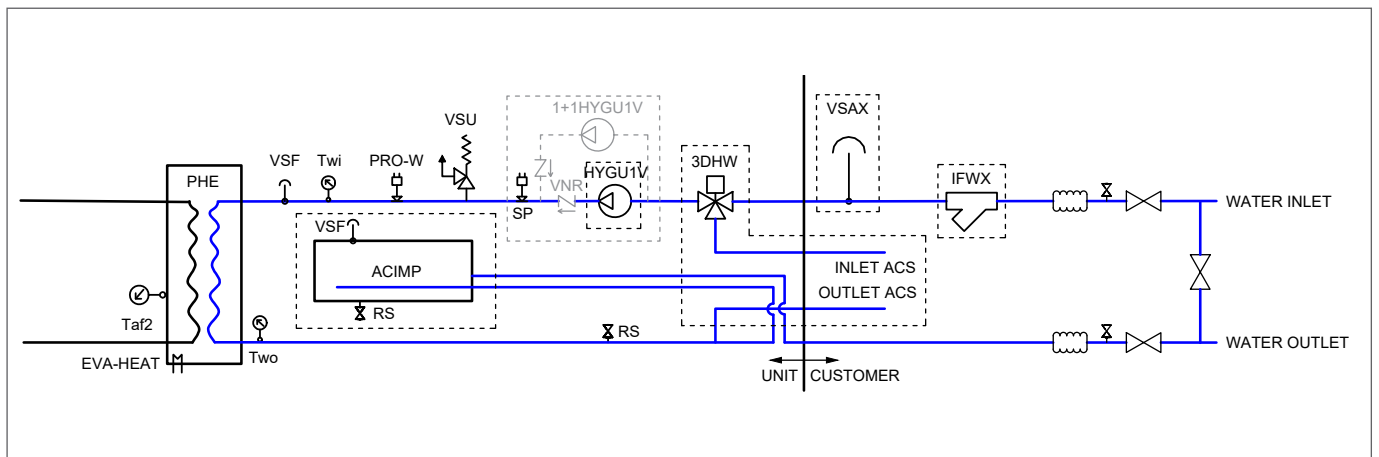 1+1HYGU1V
VSAX
VSU
3DHW
VSF
Twi
PRO-W
HYGU1V
IFWX
PHE
VNR
SP
WATER INLET
VSF
ACIMP
INLET ACS
OUTLET ACS
RS
Taf2
RS
EVA-HEAT
Two
WATER OUTLET
UNIT
CUSTOMER